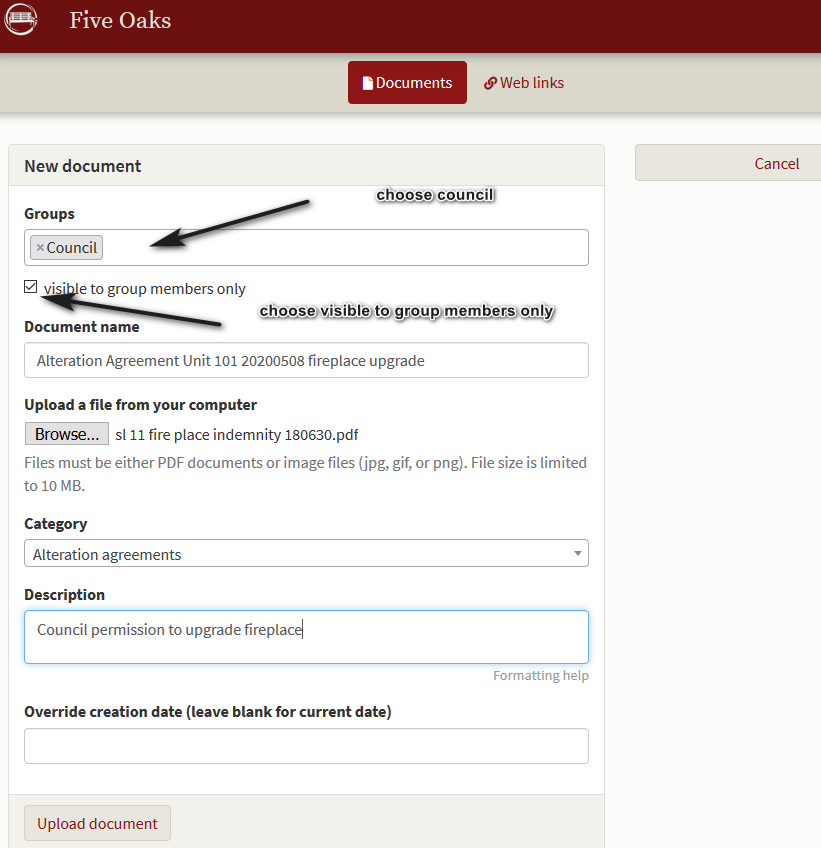 Five Oaks
Documents
Web links
New document
Cancel
choose council
Groups
×Council
visible to group members only
choose visible to group members only
Document name
Alteration Agreement Unit 101 20200508 fireplace upgrade
Upload a file from your computer
Browse... sl 11 fire place indemnity 180630.pdf
Files must be either PDF documents or image files (jpg, gif, or png). File size is limited
to 10 MB.
Category
Alteration agreements
Description
Council permission to upgrade fireplace
Formatting help
Override creation date (leave blank for current date)
Upload document